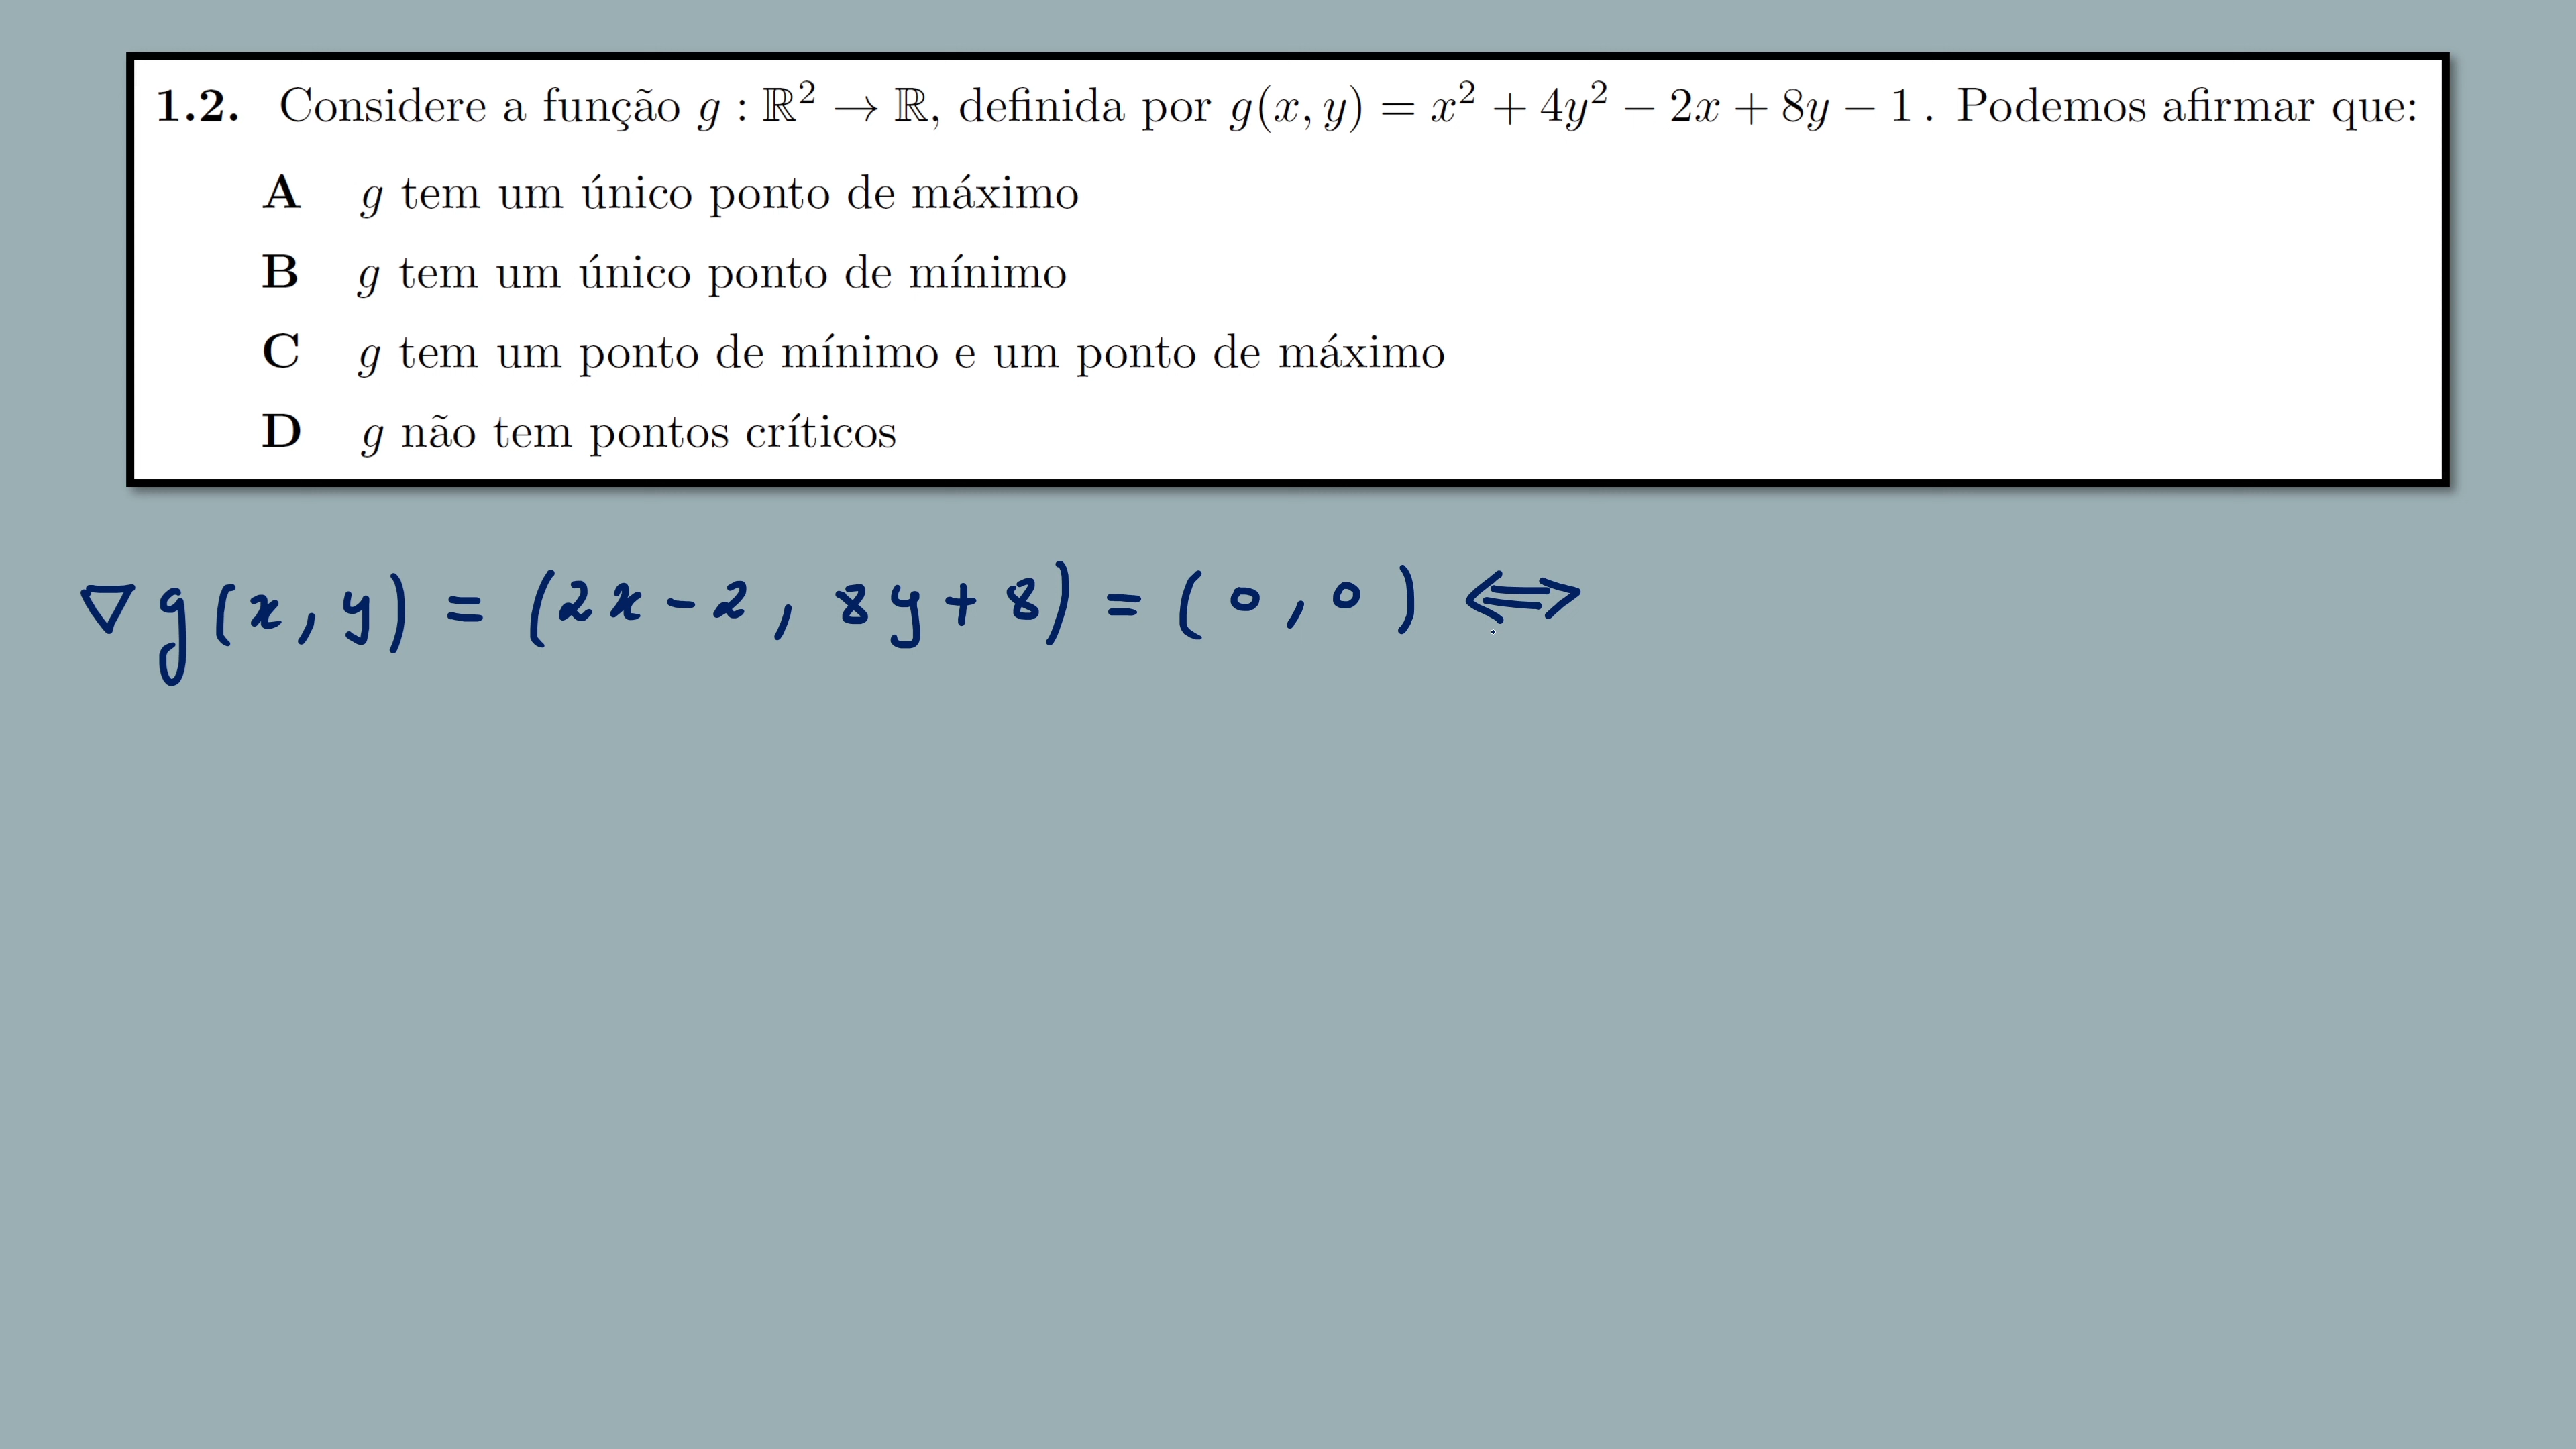 1.2. Considere a função g : ℝ² → ℝ, definida por g(x, y) = x² + 4y² − 2x + 8y − 1 . Podemos afirmar que:
A g tem um único ponto de máximo
B g tem um único ponto de mínimo
C g tem um ponto de mínimo e um ponto de máximo
D g não tem pontos críticos
∇g(x, y) = (2x − 2, 8y + 8) = (0, 0) ⟺